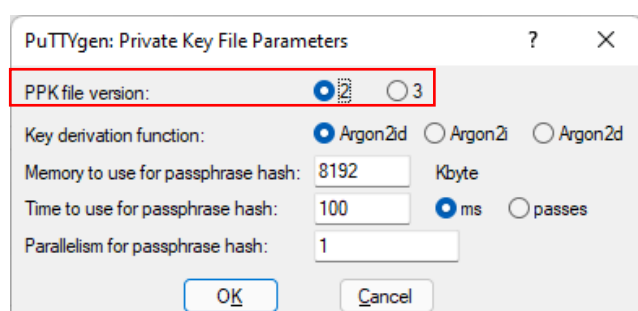 PuTTYgen: Private Key File Parameters ?
PPK file version: 2 3
Key derivation function: Argon2id Argon2i Argon2d
Memory to use for passphrase hash: 8192 Kbyte
Time to use for passphrase hash: 100 ms passes
Parallelism for passphrase hash: 1
OK Cancel